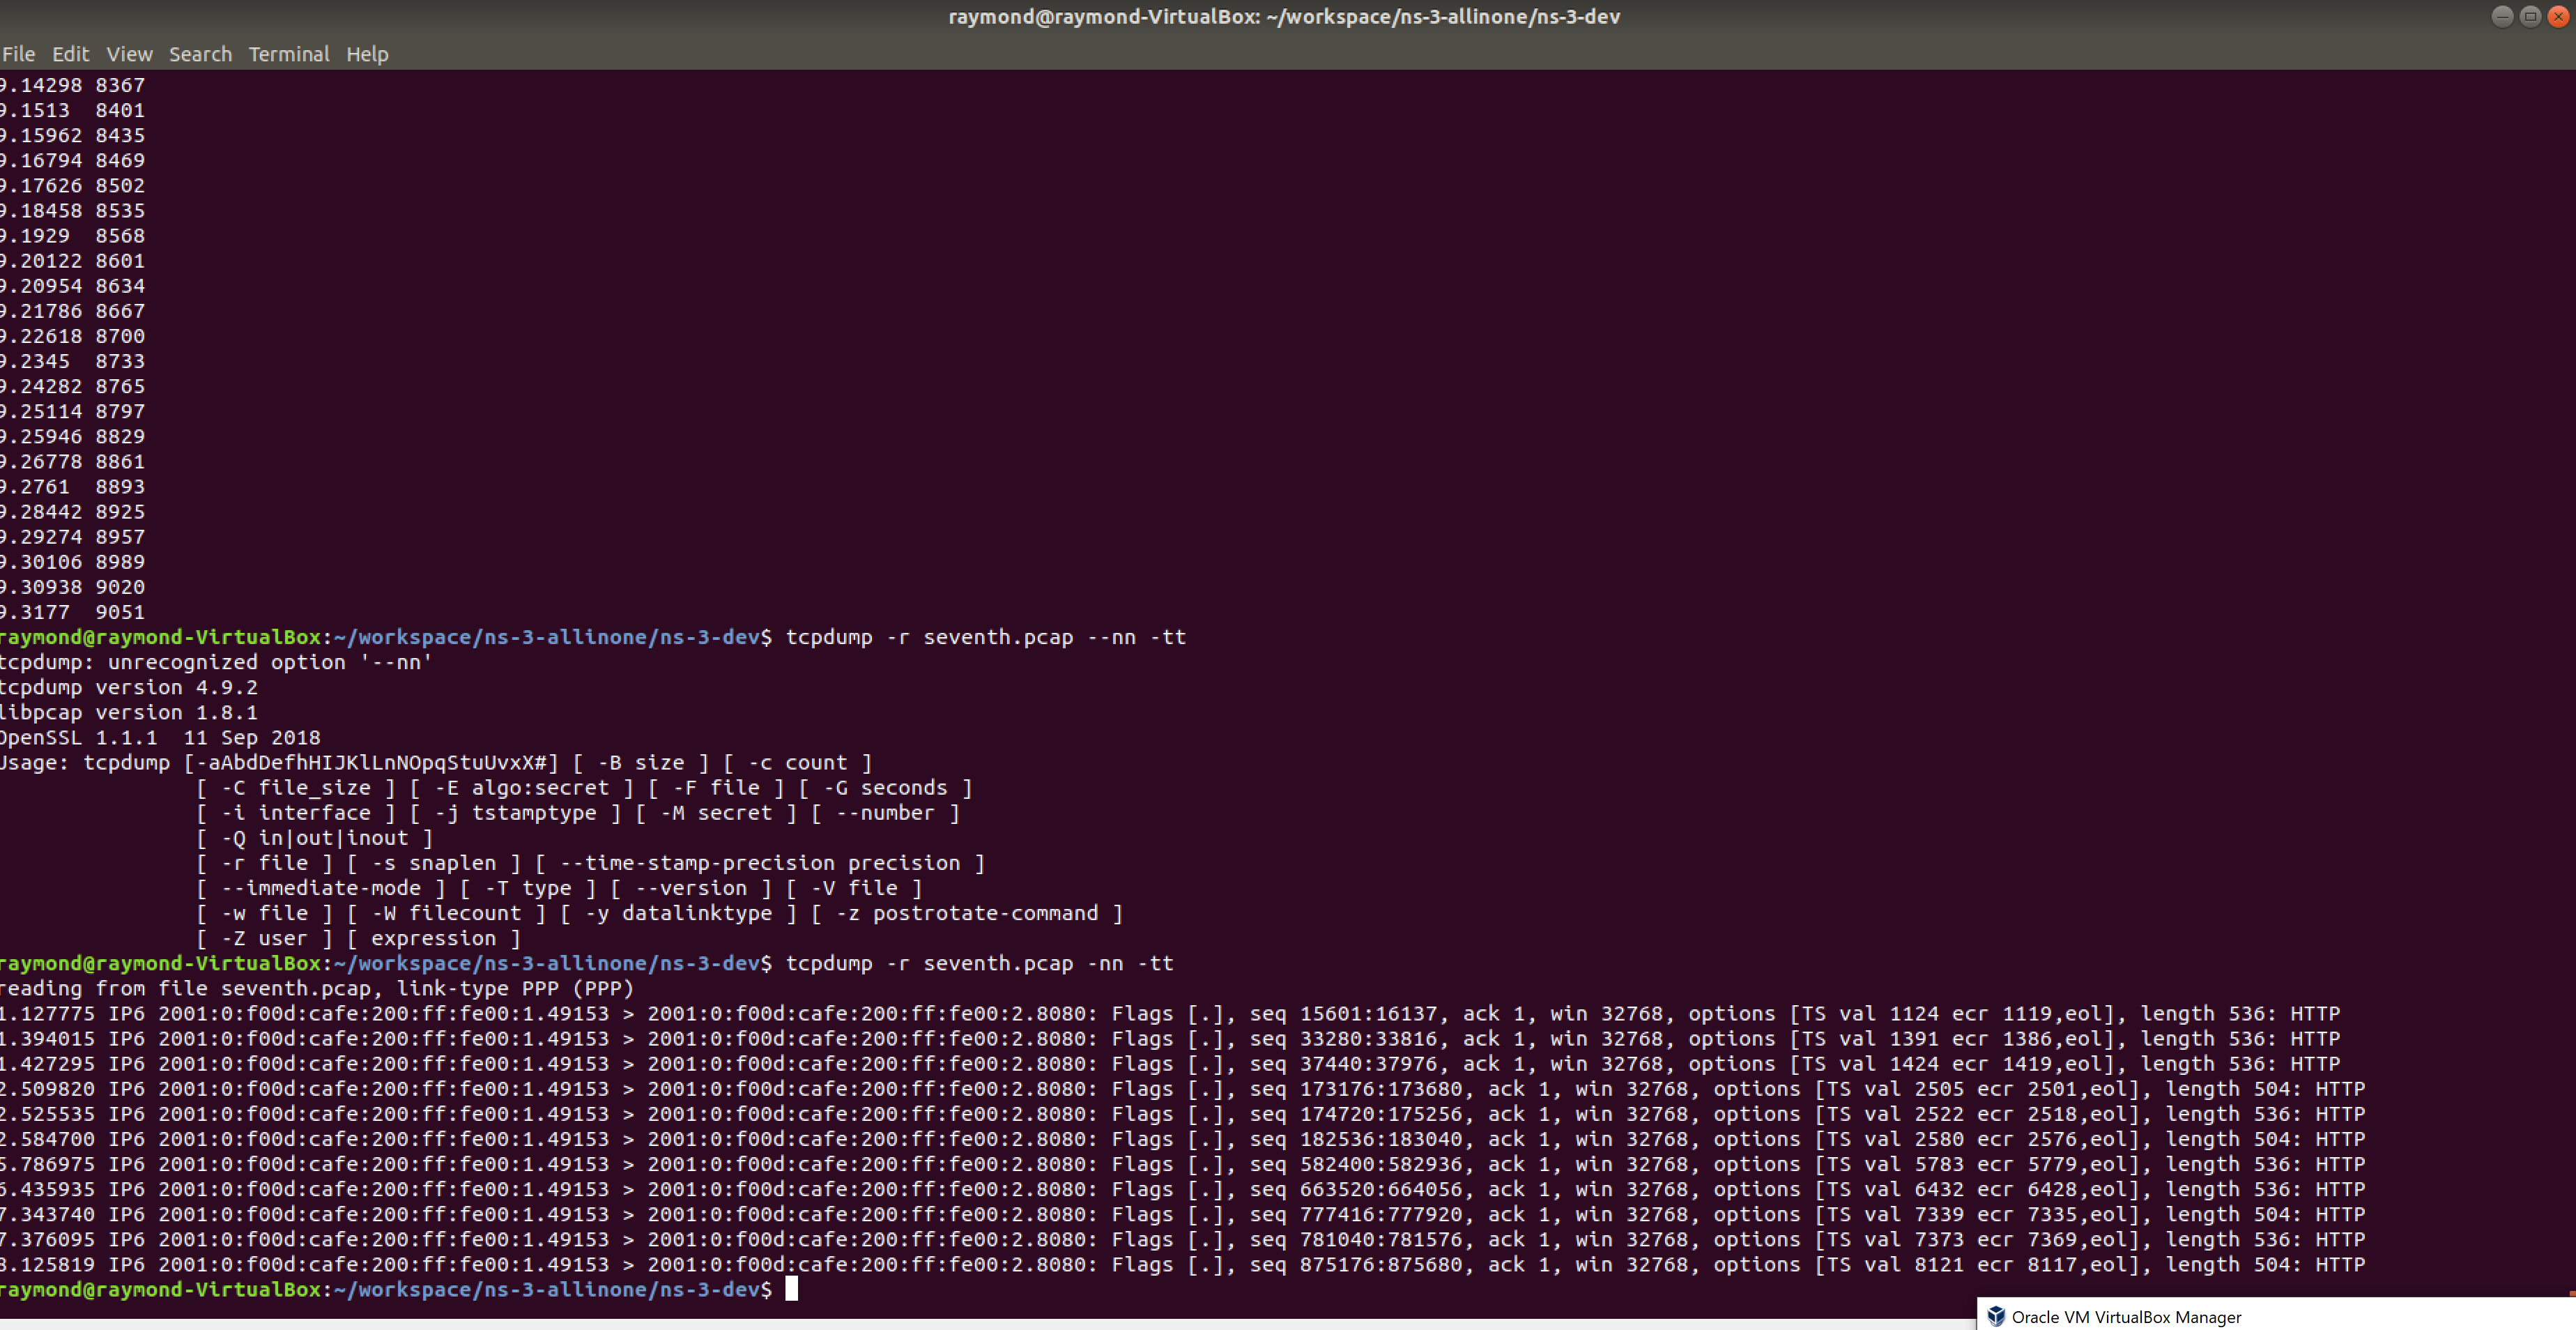 raymond@raymond-VirtualBox: ~/workspace/ns-3-allinone/ns-3-dev
File Edit View Search Terminal Help
9.14298 8367
9.1513  8401
9.15962 8435
9.16794 8469
9.17626 8502
9.18458 8535
9.1929  8568
9.20122 8601
9.20954 8634
9.21786 8667
9.22618 8700
9.2345  8733
9.24282 8765
9.25114 8797
9.25946 8829
9.26778 8861
9.2761  8893
9.28442 8925
9.29274 8957
9.30106 8989
9.30938 9020
9.3177  9051
raymond@raymond-VirtualBox:~/workspace/ns-3-allinone/ns-3-dev$ tcpdump -r seventh.pcap --nn -tt
tcpdump: unrecognized option '--nn'
tcpdump version 4.9.2
libpcap version 1.8.1
OpenSSL 1.1.1  11 Sep 2018
Usage: tcpdump [-aAbdDefhHIJKlLnNOpqStuUvxX#] [ -B size ] [ -c count ]
[ -C file_size ] [ -E algo:secret ] [ -F file ] [ -G seconds ]
[ -i interface ] [ -j tstamptype ] [ -M secret ] [ --number ]
[ -Q in|out|inout ]
[ -r file ] [ -s snaplen ] [ --time-stamp-precision precision ]
[ --immediate-mode ] [ -T type ] [ --version ] [ -V file ]
[ -w file ] [ -W filecount ] [ -y datalinktype ] [ -z postrotate-command ]
[ -Z user ] [ expression ]
raymond@raymond-VirtualBox:~/workspace/ns-3-allinone/ns-3-dev$ tcpdump -r seventh.pcap -nn -tt
reading from file seventh.pcap, link-type PPP (PPP)
1.127775 IP6 2001:0:f00d:cafe:200:ff:fe00:1.49153 > 2001:0:f00d:cafe:200:ff:fe00:2.8080: Flags [.], seq 15601:16137, ack 1, win 32768, options [TS val 1124 ecr 1119,eol], length 536: HTTP
1.394015 IP6 2001:0:f00d:cafe:200:ff:fe00:1.49153 > 2001:0:f00d:cafe:200:ff:fe00:2.8080: Flags [.], seq 33280:33816, ack 1, win 32768, options [TS val 1391 ecr 1386,eol], length 536: HTTP
1.427295 IP6 2001:0:f00d:cafe:200:ff:fe00:1.49153 > 2001:0:f00d:cafe:200:ff:fe00:2.8080: Flags [.], seq 37440:37976, ack 1, win 32768, options [TS val 1424 ecr 1419,eol], length 536: HTTP
2.509820 IP6 2001:0:f00d:cafe:200:ff:fe00:1.49153 > 2001:0:f00d:cafe:200:ff:fe00:2.8080: Flags [.], seq 173176:173680, ack 1, win 32768, options [TS val 2505 ecr 2501,eol], length 504: HTTP
2.525535 IP6 2001:0:f00d:cafe:200:ff:fe00:1.49153 > 2001:0:f00d:cafe:200:ff:fe00:2.8080: Flags [.], seq 174720:175256, ack 1, win 32768, options [TS val 2522 ecr 2518,eol], length 536: HTTP
2.584700 IP6 2001:0:f00d:cafe:200:ff:fe00:1.49153 > 2001:0:f00d:cafe:200:ff:fe00:2.8080: Flags [.], seq 182536:183040, ack 1, win 32768, options [TS val 2580 ecr 2576,eol], length 504: HTTP
5.786975 IP6 2001:0:f00d:cafe:200:ff:fe00:1.49153 > 2001:0:f00d:cafe:200:ff:fe00:2.8080: Flags [.], seq 582400:582936, ack 1, win 32768, options [TS val 5783 ecr 5779,eol], length 536: HTTP
6.435935 IP6 2001:0:f00d:cafe:200:ff:fe00:1.49153 > 2001:0:f00d:cafe:200:ff:fe00:2.8080: Flags [.], seq 663520:664056, ack 1, win 32768, options [TS val 6432 ecr 6428,eol], length 536: HTTP
7.343740 IP6 2001:0:f00d:cafe:200:ff:fe00:1.49153 > 2001:0:f00d:cafe:200:ff:fe00:2.8080: Flags [.], seq 777416:777920, ack 1, win 32768, options [TS val 7339 ecr 7335,eol], length 504: HTTP
7.376095 IP6 2001:0:f00d:cafe:200:ff:fe00:1.49153 > 2001:0:f00d:cafe:200:ff:fe00:2.8080: Flags [.], seq 781040:781576, ack 1, win 32768, options [TS val 7373 ecr 7369,eol], length 536: HTTP
8.125819 IP6 2001:0:f00d:cafe:200:ff:fe00:1.49153 > 2001:0:f00d:cafe:200:ff:fe00:2.8080: Flags [.], seq 875176:875680, ack 1, win 32768, options [TS val 8121 ecr 8117,eol], length 504: HTTP
raymond@raymond-VirtualBox:~/workspace/ns-3-allinone/ns-3-dev$
Oracle VM VirtualBox Manager